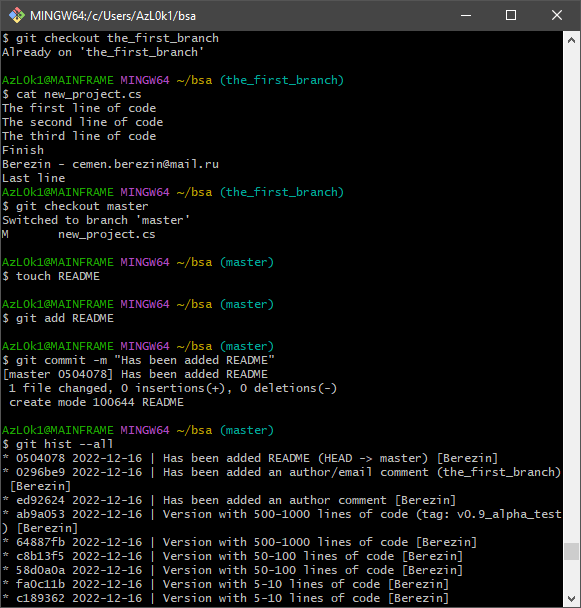 MINGW64:/c/Users/AzL0k1/bsa
$ git checkout the_first_branch
Already on 'the_first_branch'
AzL0k1@MAINFRAME MINGW64 ~/bsa (the_first_branch)
$ cat new_project.cs
The first line of code
The second line of code
The third line of code
Finish
Berezin - cemen.berezin@mail.ru
Last line
AzL0k1@MAINFRAME MINGW64 ~/bsa (the_first_branch)
$ git checkout master
Switched to branch 'master'
M       new_project.cs
AzL0k1@MAINFRAME MINGW64 ~/bsa (master)
$ touch README
AzL0k1@MAINFRAME MINGW64 ~/bsa (master)
$ git add README
AzL0k1@MAINFRAME MINGW64 ~/bsa (master)
$ git commit -m "Has been added README"
[master 0504078] Has been added README
 1 file changed, 0 insertions(+), 0 deletions(-)
 create mode 100644 README
AzL0k1@MAINFRAME MINGW64 ~/bsa (master)
$ git hist --all
* 0504078 2022-12-16 | Has been added README (HEAD -> master) [Berezin]
* 0296be9 2022-12-16 | Has been added an author/email comment (the_first_branch)
 [Berezin]
* ed92624 2022-12-16 | Has been added an author comment [Berezin]
* ab9a053 2022-12-16 | Version with 500-1000 lines of code (tag: v0.9_alpha_test
) [Berezin]
* 64887fb 2022-12-16 | Version with 500-1000 lines of code [Berezin]
* c8b13f5 2022-12-16 | Version with 50-100 lines of code [Berezin]
* 58d0a0a 2022-12-16 | Version with 50-100 lines of code [Berezin]
* fa0c11b 2022-12-16 | Version with 5-10 lines of code [Berezin]
* c189362 2022-12-16 | Version with 5-10 lines of code [Berezin]